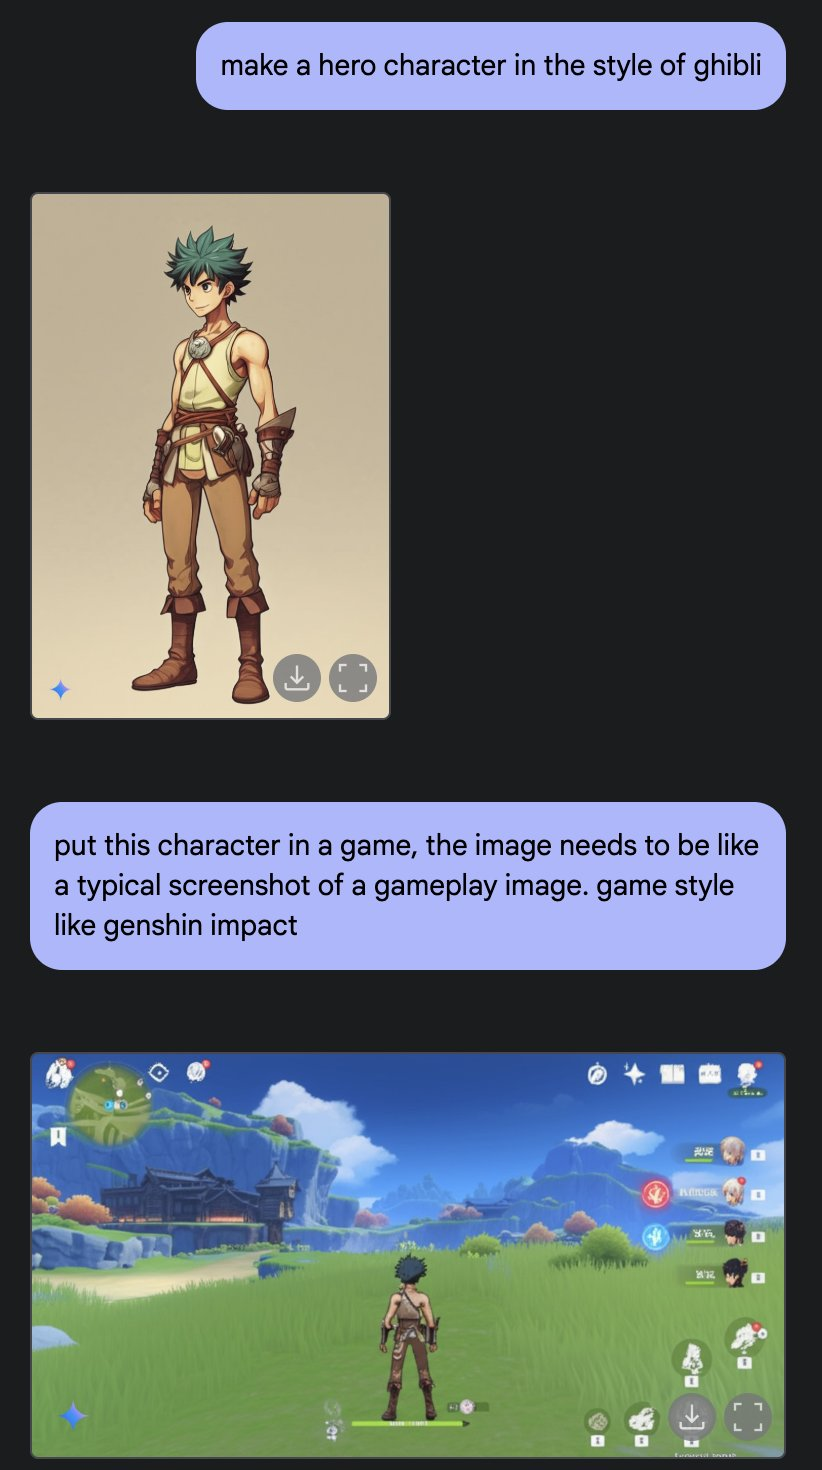 make a hero character in the style of ghibli
put this character in a game, the image needs to be like
a typical screenshot of a gameplay image. game style
like genshin impact